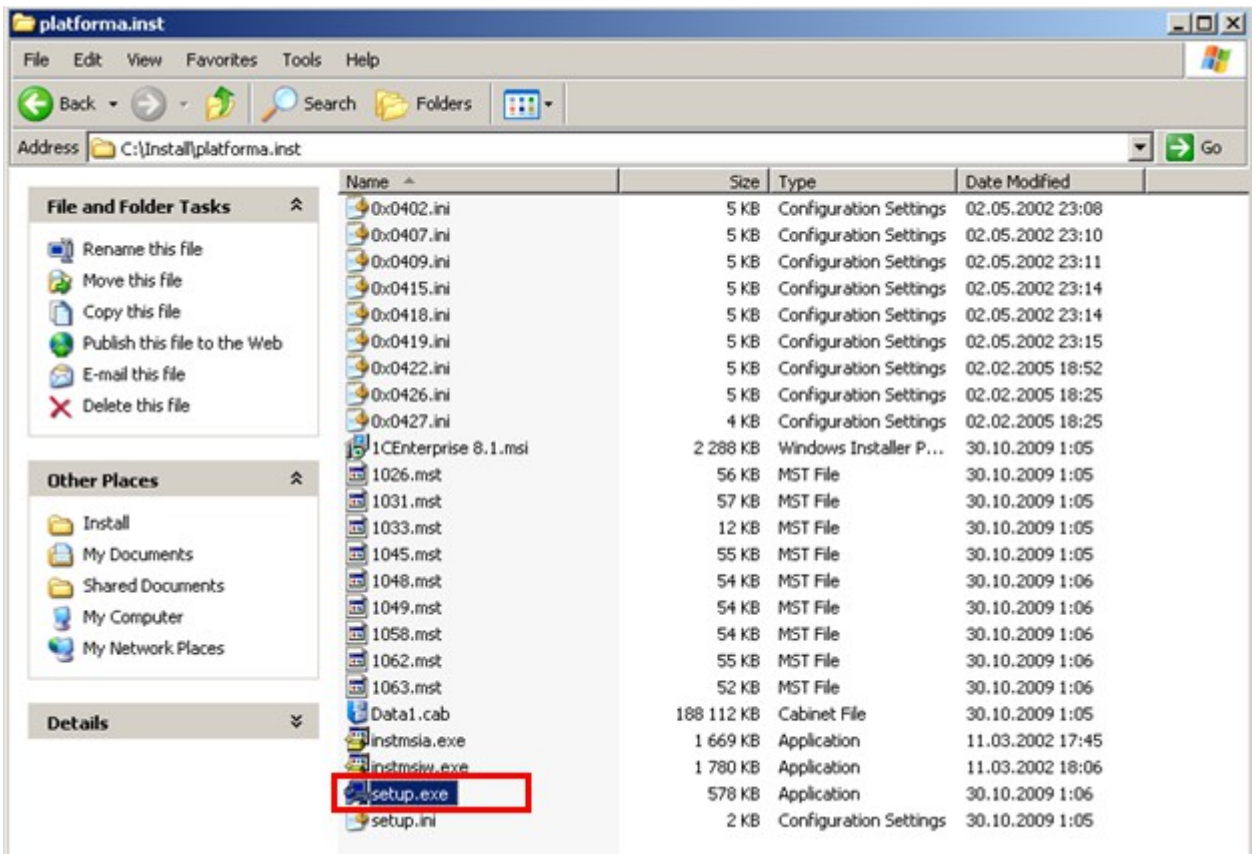 platforma.inst
File Edit View Favorites Tools Help
Back Search Folders
Address C:\Install\platforma.inst Go
File and Folder Tasks
Rename this file
Move this file
Copy this file
Publish this file to the Web
E-mail this file
Delete this file
Other Places
Install
My Documents
Shared Documents
My Computer
My Network Places
Details
Name Size Type Date Modified
0x0402.ini 5 KB Configuration Settings 02.05.2002 23:08
0x0407.ini 5 KB Configuration Settings 02.05.2002 23:10
0x0409.ini 5 KB Configuration Settings 02.05.2002 23:11
0x0415.ini 5 KB Configuration Settings 02.05.2002 23:14
0x0418.ini 5 KB Configuration Settings 02.05.2002 23:14
0x0419.ini 5 KB Configuration Settings 02.05.2002 23:15
0x0422.ini 5 KB Configuration Settings 02.02.2005 18:52
0x0426.ini 5 KB Configuration Settings 02.02.2005 18:25
0x0427.ini 4 KB Configuration Settings 02.02.2005 18:25
1CEnterprise 8.1.msi 2 288 KB Windows Installer P... 30.10.2009 1:05
1026.mst 56 KB MST File 30.10.2009 1:05
1031.mst 57 KB MST File 30.10.2009 1:05
1033.mst 12 KB MST File 30.10.2009 1:05
1045.mst 55 KB MST File 30.10.2009 1:05
1048.mst 54 KB MST File 30.10.2009 1:06
1049.mst 54 KB MST File 30.10.2009 1:06
1058.mst 54 KB MST File 30.10.2009 1:06
1062.mst 55 KB MST File 30.10.2009 1:06
1063.mst 52 KB MST File 30.10.2009 1:06
Data1.cab 188 112 KB Cabinet File 30.10.2009 1:05
instmsia.exe 1 669 KB Application 11.03.2002 17:45
instmsiw.exe 1 780 KB Application 11.03.2002 18:06
setup.exe 578 KB Application 30.10.2009 1:06
setup.ini 2 KB Configuration Settings 30.10.2009 1:05